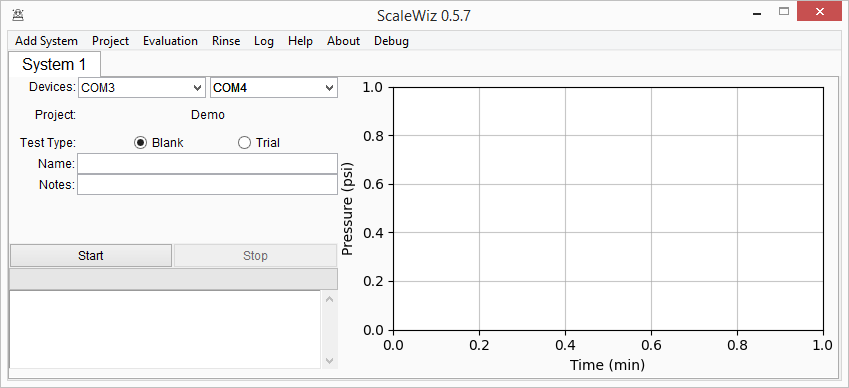 ScaleWiz 0.5.7
Add System Project Evaluation Rinse Log Help About Debug
System 1
Devices: COM3 COM4
Project: Demo
Test Type: Blank Trial
Name:
Notes:
Start Stop
Pressure (psi)
1.0
0.8
0.6
0.4
0.2
0.0
0.0 0.2 0.4 0.6 0.8 1.0
Time (min)